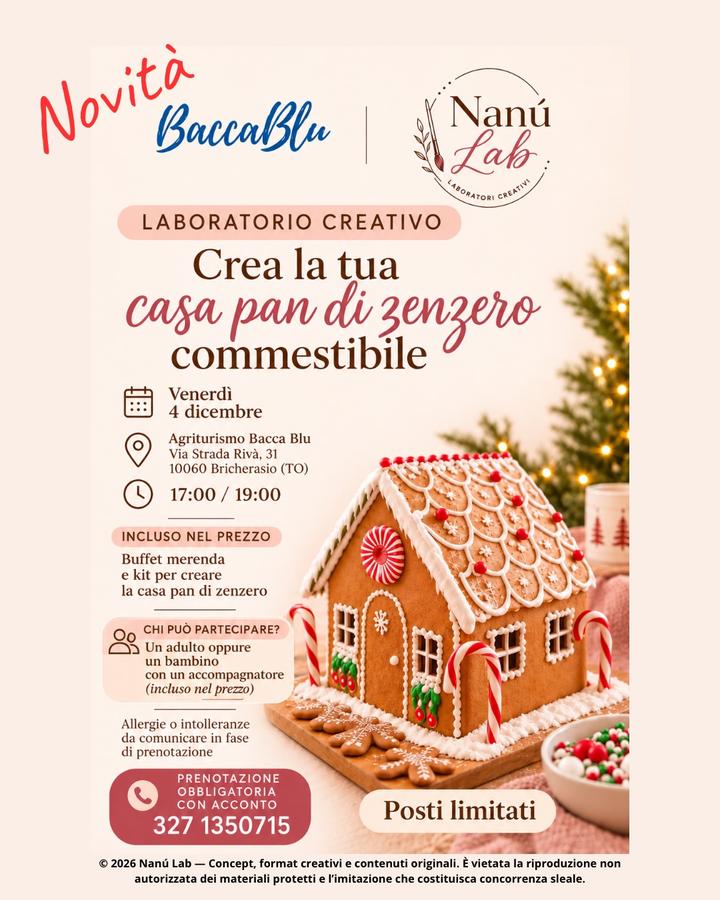 Novità
BaccaBlu
Nanú
Lab
LABORATORI CREATIVI
LABORATORIO CREATIVO
Crea la tua
casa pan di zenzero
commestibile
Venerdì
4 dicembre
Agriturismo Bacca Blu
Via Strada Rivà, 31
10060 Bricherasio (TO)
17:00 / 19:00
INCLUSO NEL PREZZO
Buffet merenda
e kit per creare
la casa pan di zenzero
CHI PUÒ PARTECIPARE?
Un adulto oppure
un bambino
con un accompagnatore
(incluso nel prezzo)
Allergie o intolleranze
da comunicare in fase
di prenotazione
PRENOTAZIONE
OBBLIGATORIA
CON ACCONTO
327 1350715
Posti limitati
© 2026 Nanú Lab — Concept, format creativi e contenuti originali. È vietata la riproduzione non
autorizzata dei materiali protetti e l’imitazione che costituisca concorrenza sleale.